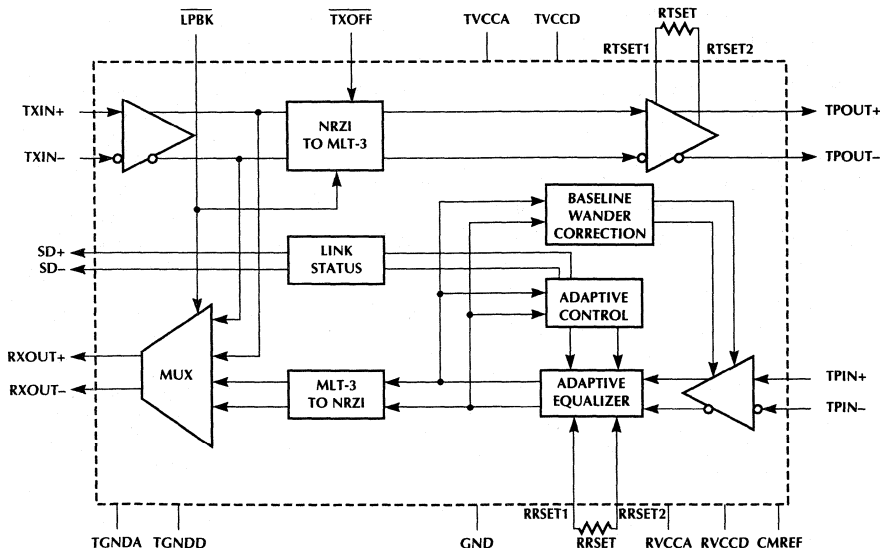 LPBK
TXOFF
TVCCA
TVCCD
RTSET
RTSET1
RTSET2
TXIN+
TXIN–
NRZI
TO MLT-3
TPOUT+
TPOUT–
BASELINE
WANDER
CORRECTION
SD+
SD–
LINK
STATUS
ADAPTIVE
CONTROL
RXOUT+
RXOUT–
MUX
MLT-3
TO NRZI
ADAPTIVE
EQUALIZER
TPIN+
TPIN–
RRSET1
RRSET2
TGNDA
TGNDD
GND
RRSET
RVCCA
RVCCD
CMREF